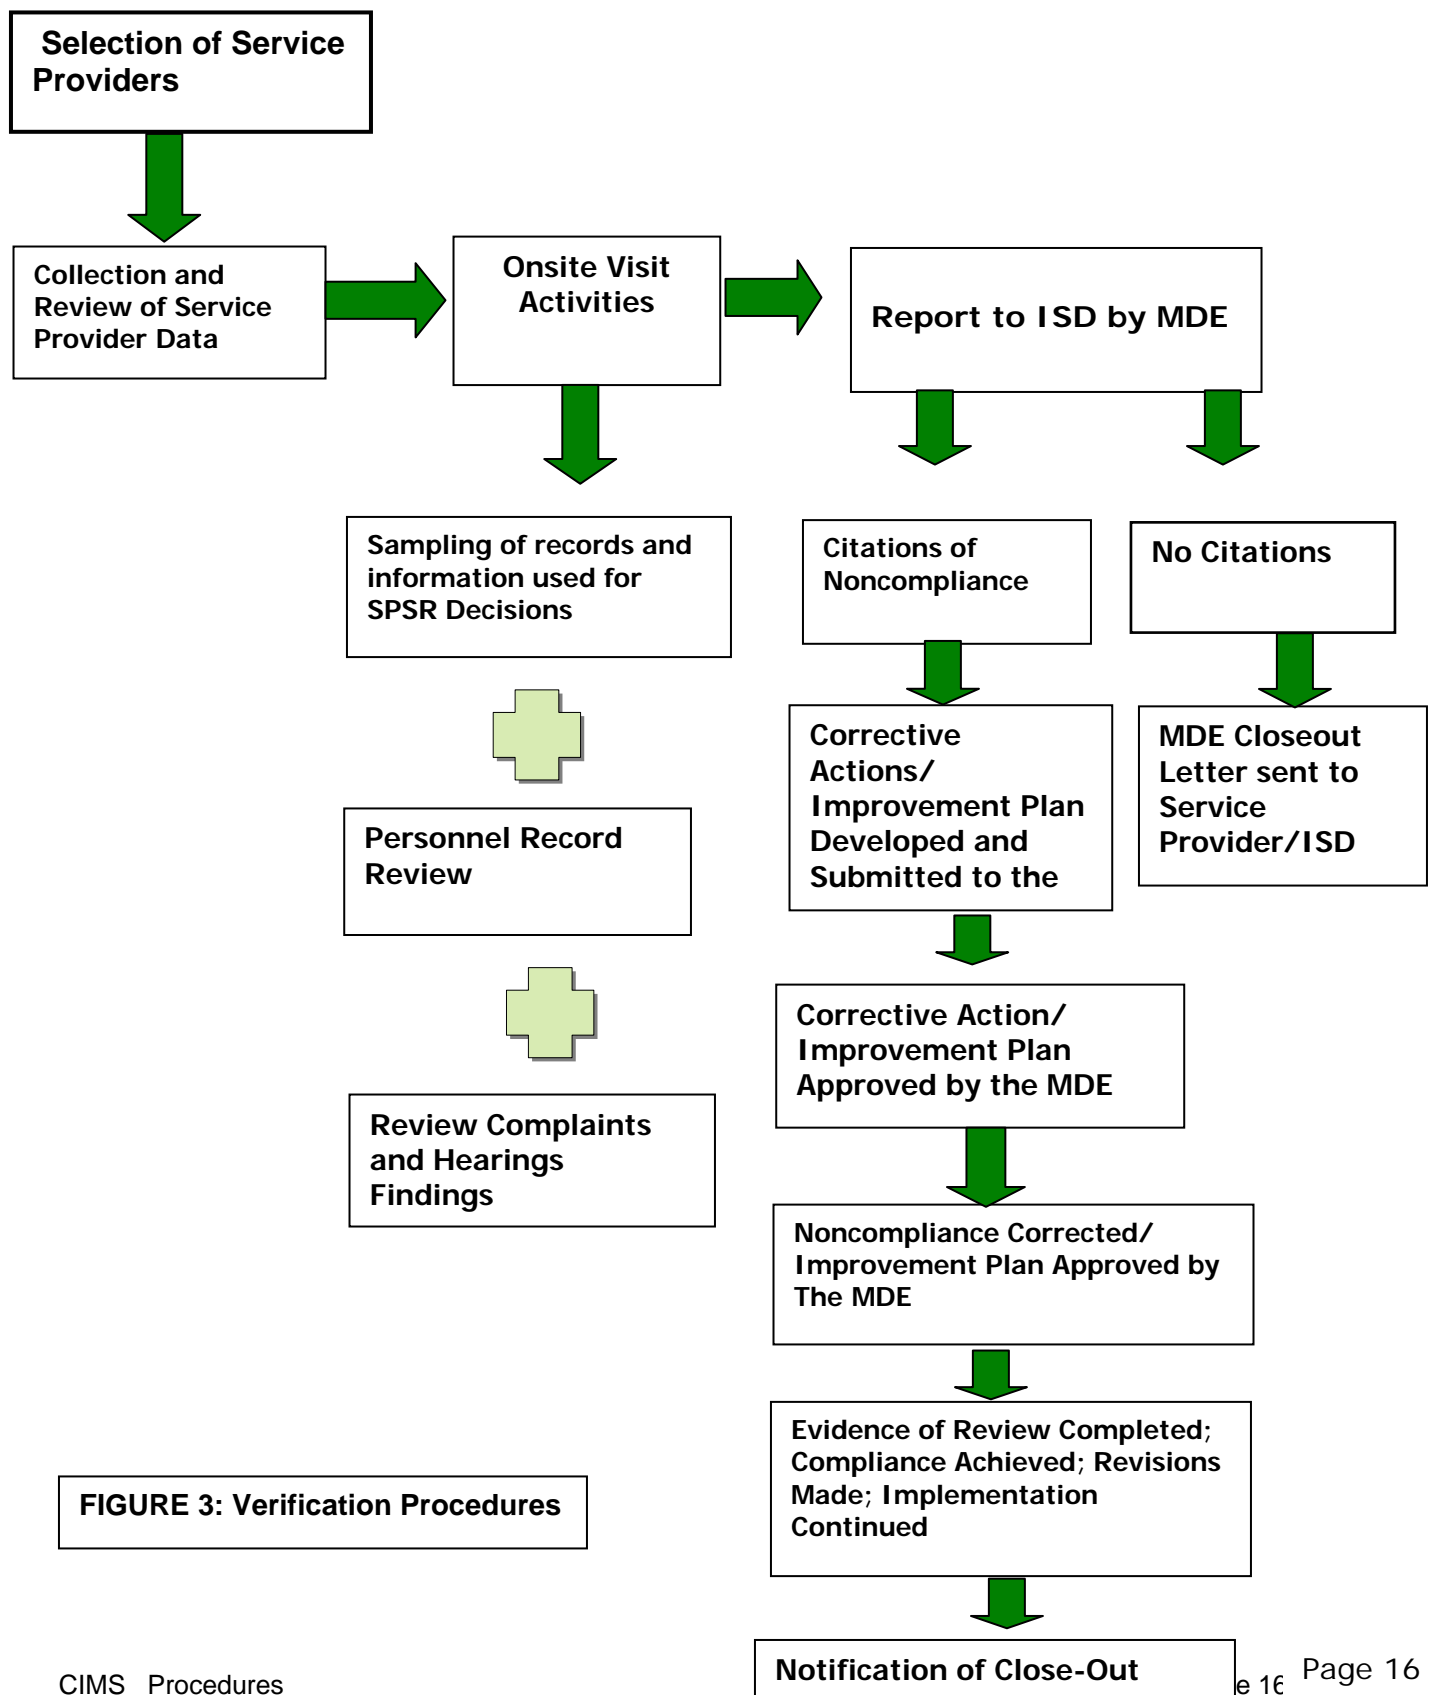 Selection of Service
Providers
Collection and
Review of Service
Provider Data
Onsite Visit
Activities
Report to ISD by MDE
Sampling of records and
information used for
SPSR Decisions
Citations of
Noncompliance
No Citations
Corrective
Actions/
Improvement Plan
Developed and
Submitted to the
MDE Closeout
Letter sent to
Service
Provider/ISD
Personnel Record
Review
Corrective Action/
Improvement Plan
Approved by the MDE
Review Complaints
and Hearings
Findings
Noncompliance Corrected/
Improvement Plan Approved by
The MDE
Evidence of Review Completed;
Compliance Achieved; Revisions
Made; Implementation
Continued
FIGURE 3: Verification Procedures
Notification of Close-Out
CIMS Procedures
e 16
Page 16